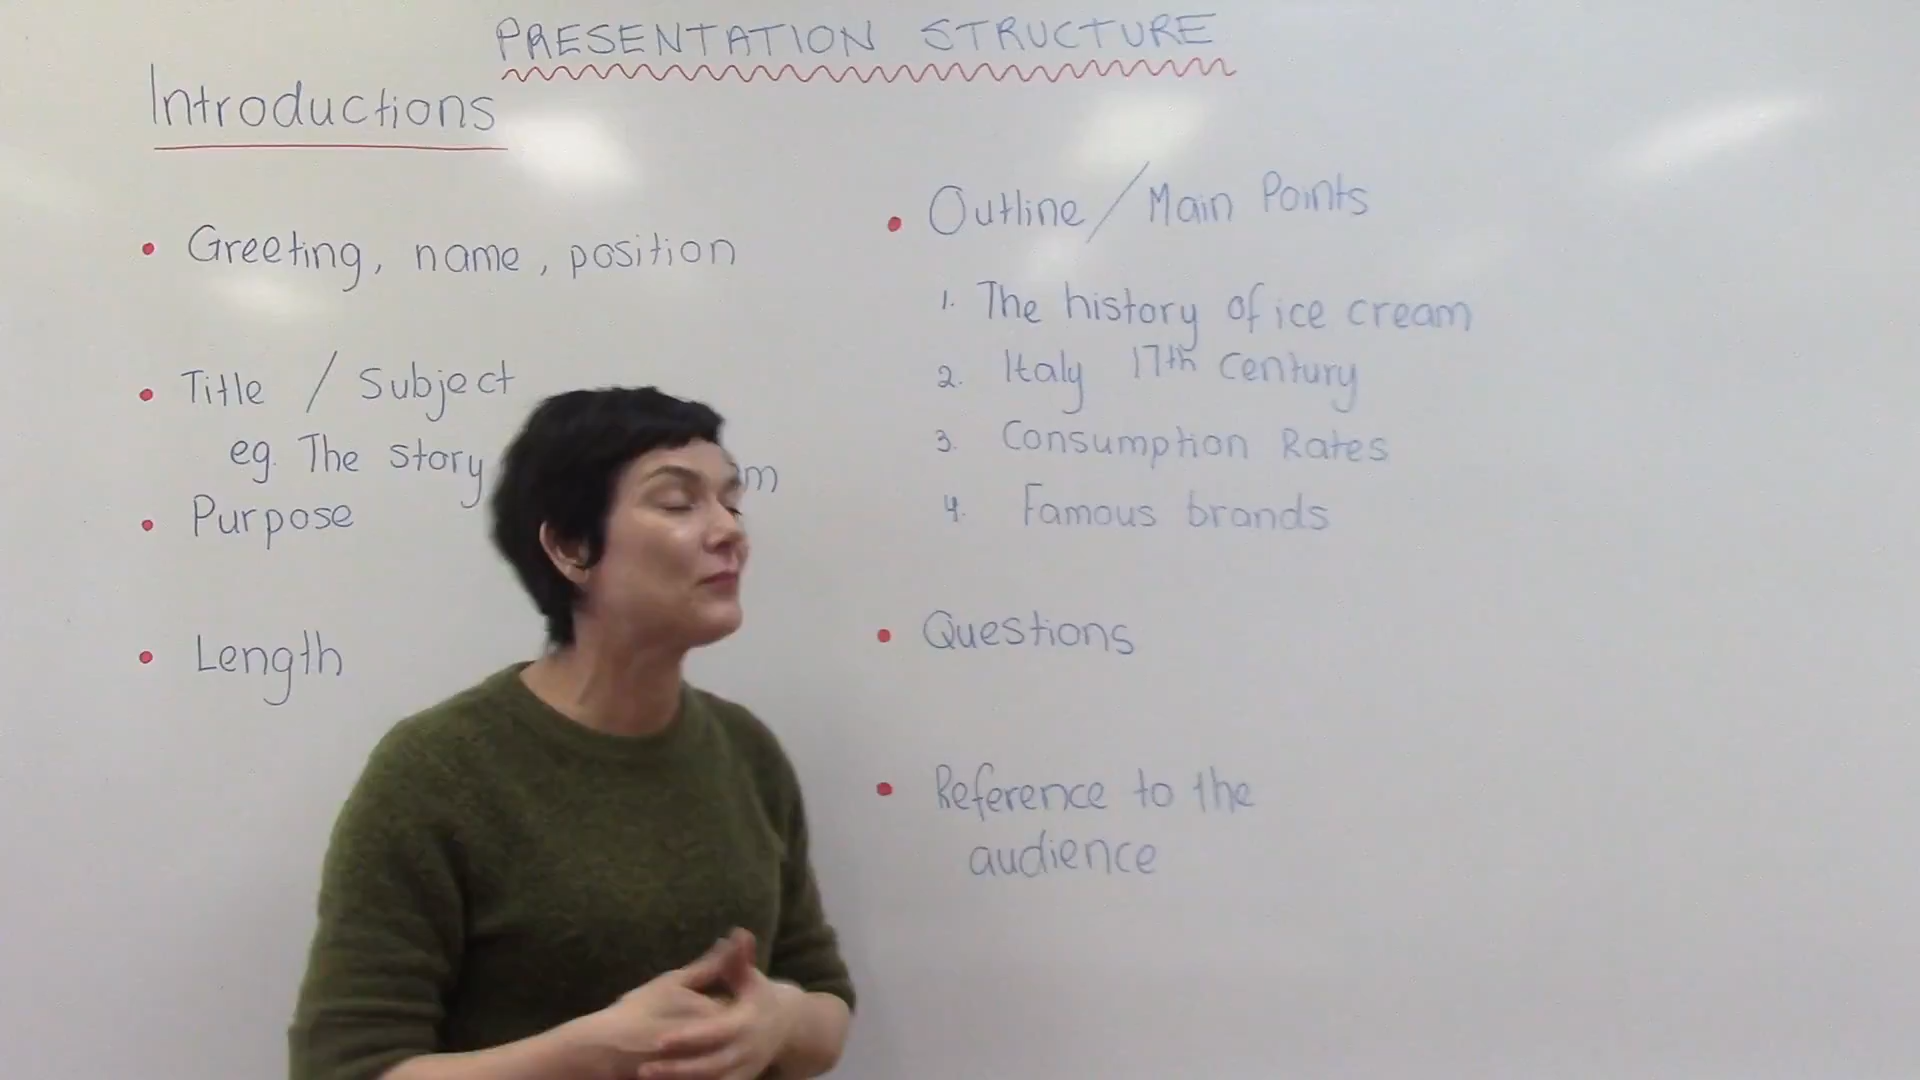 PRESENTATION STRUCTURE
Introductions
• Greeting, name, position
• Title / Subject
eg. The story
• Purpose
• Length
• Outline / Main Points
1. The history of ice cream
2. Italy 17th century
3. Consumption Rates
4. Famous brands
• Questions
• Reference to the
audience